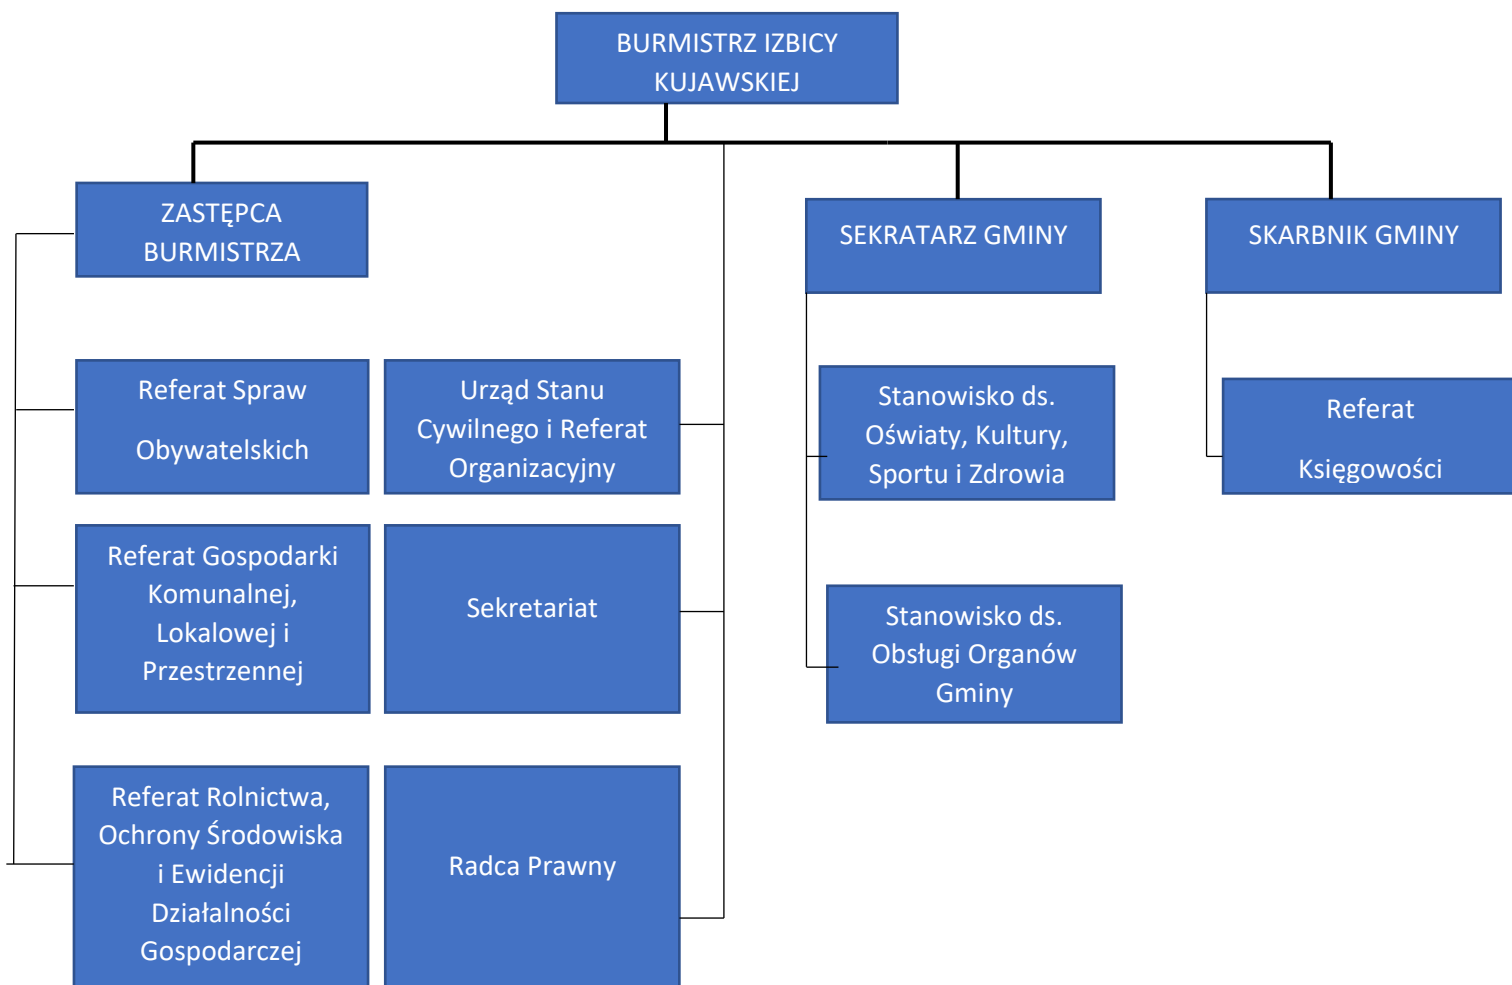 BURMISTRZ IZBICY
KUJAWSKIEJ
ZASTĘPCA
BURMISTRZA
SEKRATARZ GMINY
SKARBNIK GMINY
Referat Spraw
Obywatelskich
Urząd Stanu
Cywilnego i Referat
Organizacyjny
Stanowisko ds.
Oświaty, Kultury,
Sportu i Zdrowia
Referat
Księgowości
Referat Gospodarki
Komunalnej,
Lokalowej i
Przestrzennej
Sekretariat
Stanowisko ds.
Obsługi Organów
Gminy
Referat Rolnictwa,
Ochrony Środowiska
i Ewidencji
Działalności
Gospodarczej
Radca Prawny